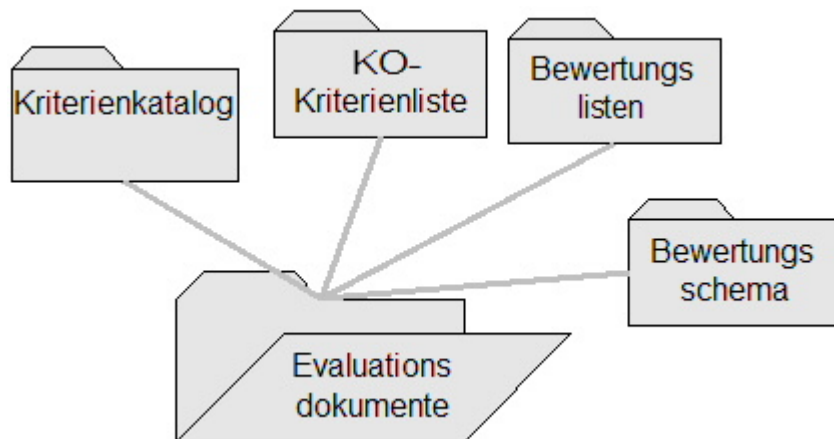 Kriterienkatalog
KO-
Kriterienliste
Bewertungs
listen
Bewertungs
schema
Evaluations
dokumente